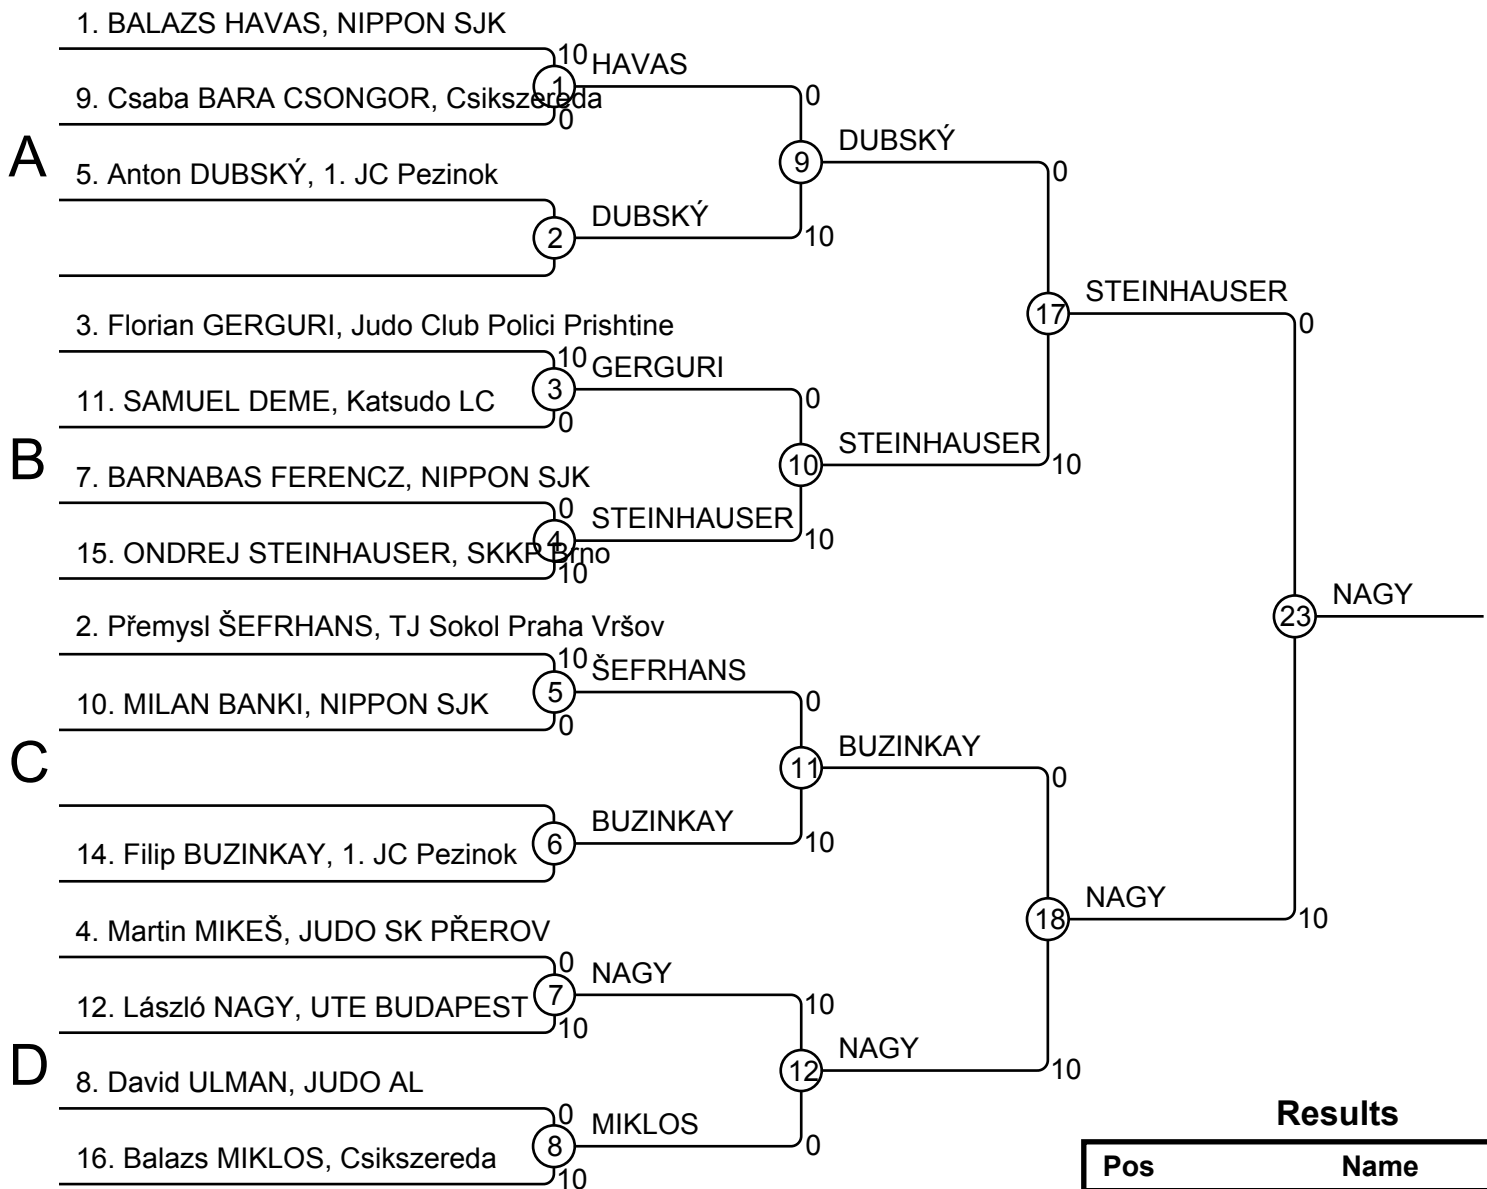 1. BALAZS HAVAS, NIPPON SJK
10
HAVAS
1
9. Csaba BARA CSONGOR, Csikszereda
0
0
A
DUBSKÝ
9
0
5. Anton DUBSKÝ, 1. JC Pezinok
DUBSKÝ
2
10
3. Florian GERGURI, Judo Club Polici Prishtine
STEINHAUSER
17
0
10
GERGURI
3
11. SAMUEL DEME, Katsudo LC
0
0
B
STEINHAUSER
10
10
7. BARNABAS FERENCZ, NIPPON SJK
0
STEINHAUSER
4
10
15. ONDREJ STEINHAUSER, SKKP Brno
10
NAGY
23
2. Přemysl ŠEFRHANS, TJ Sokol Praha Vršov
10
ŠEFRHANS
5
10. MILAN BANKI, NIPPON SJK
0
0
C
BUZINKAY
11
0
BUZINKAY
6
10
14. Filip BUZINKAY, 1. JC Pezinok
NAGY
18
10
4. Martin MIKEŠ, JUDO SK PŘEROV
0
NAGY
7
12. László NAGY, UTE BUDAPEST
10
10
D
NAGY
12
10
8. David ULMAN, JUDO AL
0
MIKLOS
8
0
16. Balazs MIKLOS, Csikszereda
10
Results
Pos Name